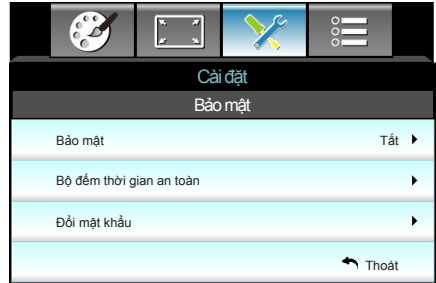 Cài đặt
Bảo mật
Bảo mật Tắt
Bộ đếm thời gian an toàn
Đổi mật khẩu
Thoát